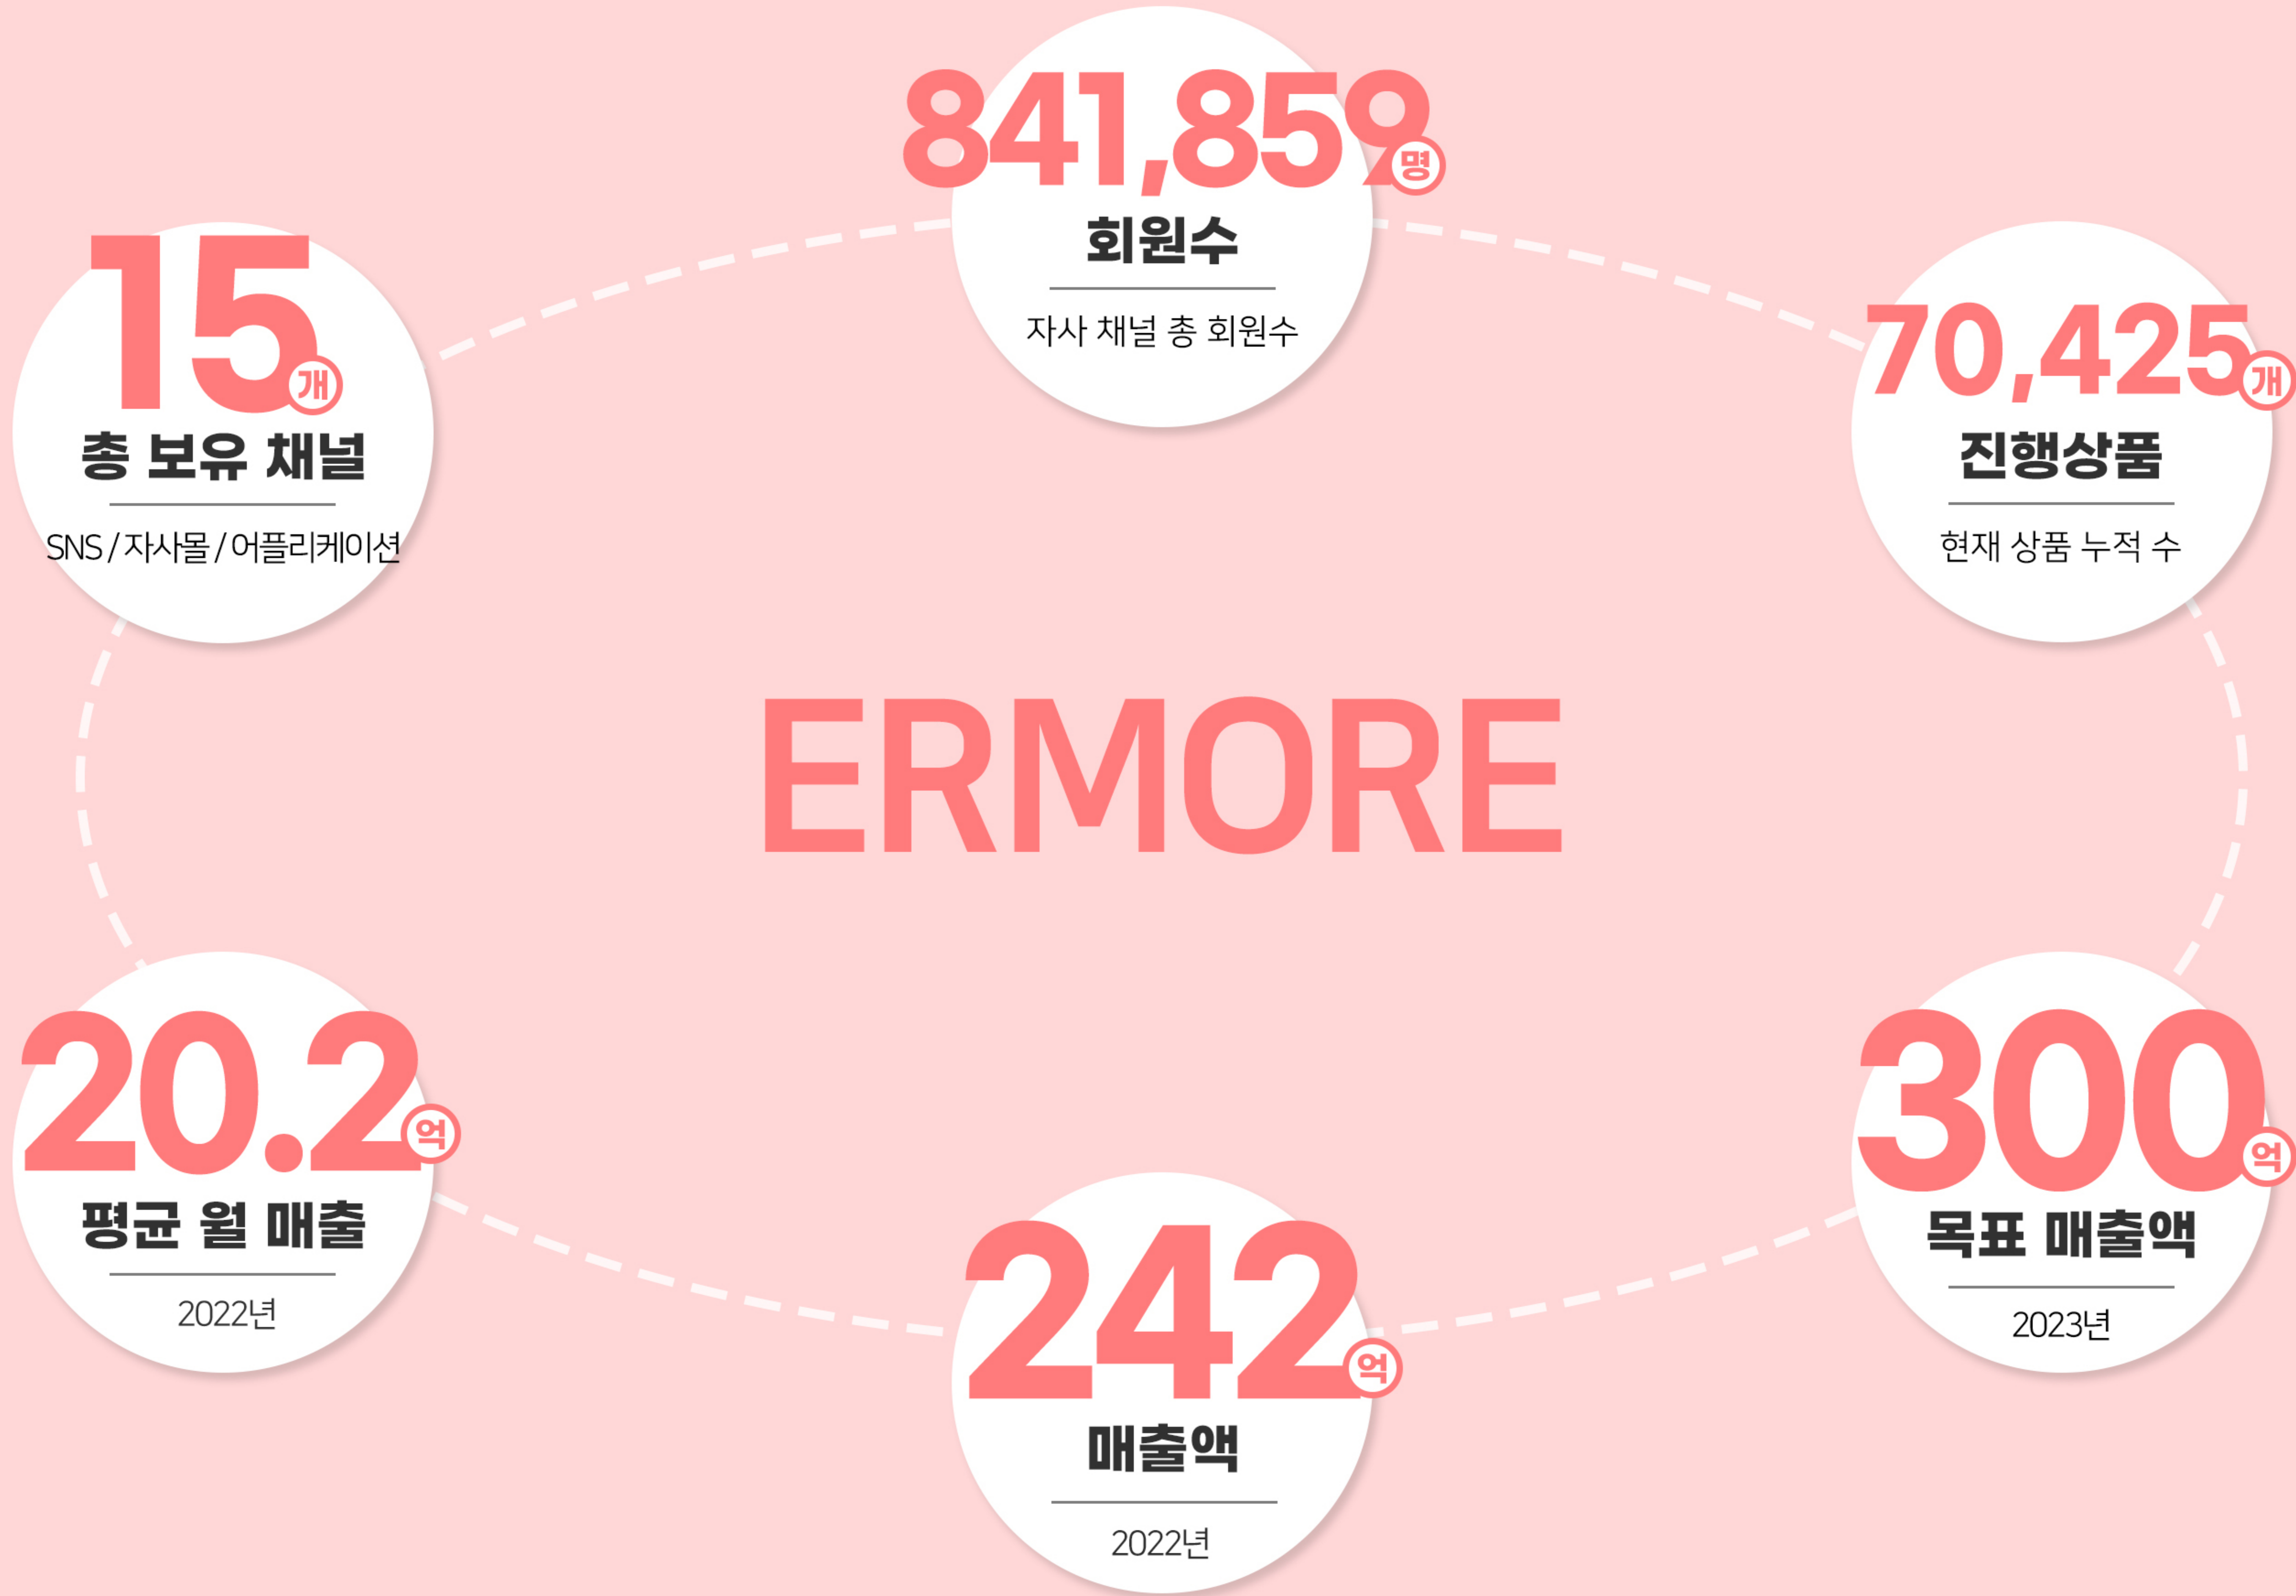 841,859명
회원수
자사 채널 총 회원수
15개
총 보유 채널
SNS / 자사몰 / 어플리케이션
70,425개
진행상품
현재 상품 누적 수
ERMORE
20.2억
평균 월 매출
2022년
300억
목표 매출액
2023년
242억
매출액
2022년